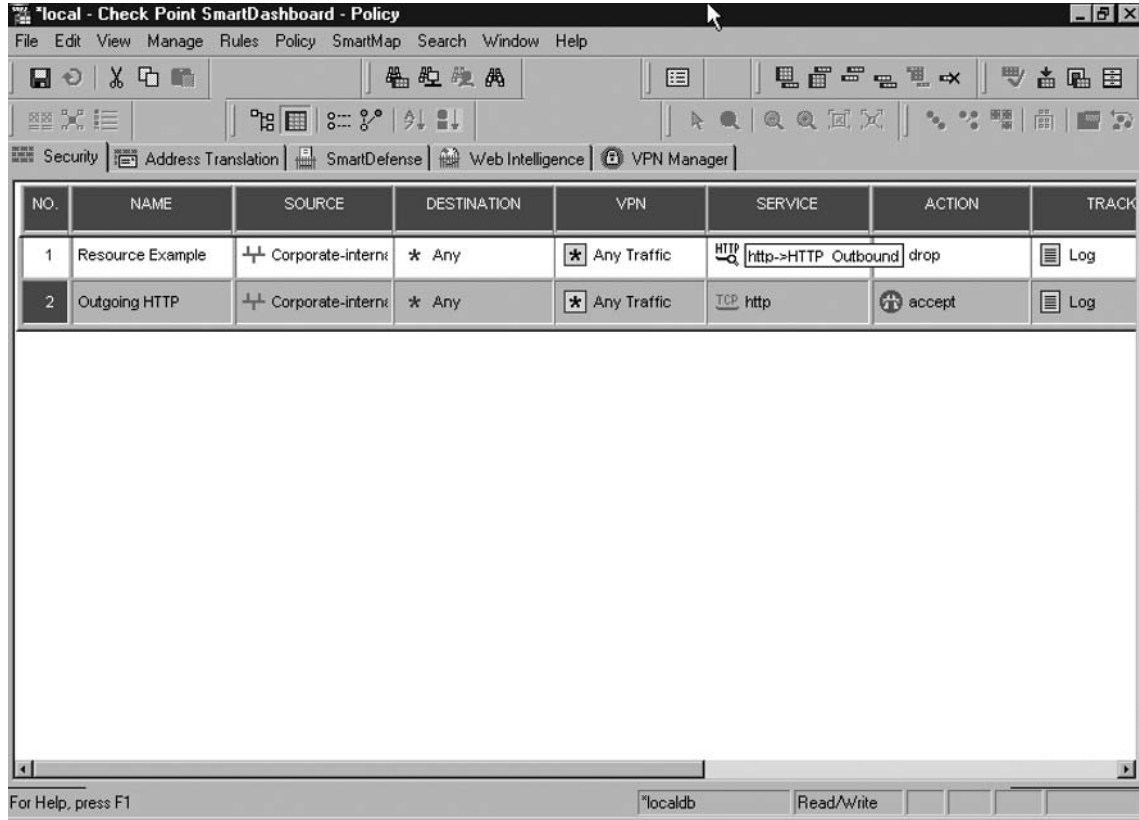 *local - Check Point SmartDashboard - Policy
File Edit View Manage Rules Policy SmartMap Search Window Help
Security Address Translation SmartDefense Web Intelligence VPN Manager
NO. NAME SOURCE DESTINATION VPN SERVICE ACTION TRACK
1 Resource Example Corporate-interna * Any * Any Traffic HTTP http->HTTP_Outbound drop Log
2 Outgoing HTTP Corporate-interna * Any * Any Traffic TCP http accept Log
For Help, press F1 *localdb Read/Write